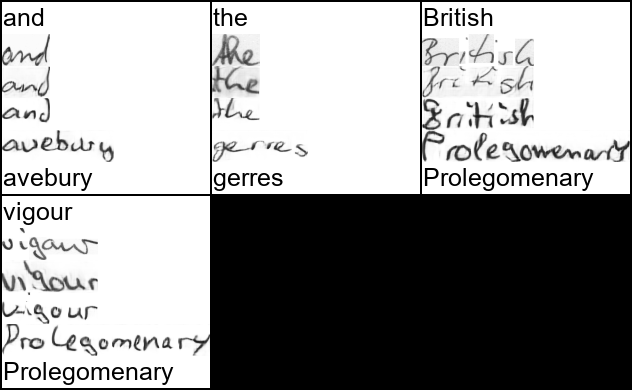 and
and
and
and
avebury
avebury
the
the
the
the
gerres
gerres
British
British
British
British
Prolegomenary
Prolegomenary
vigour
vigour
vigour
vigour
Prolegomenary
Prolegomenary